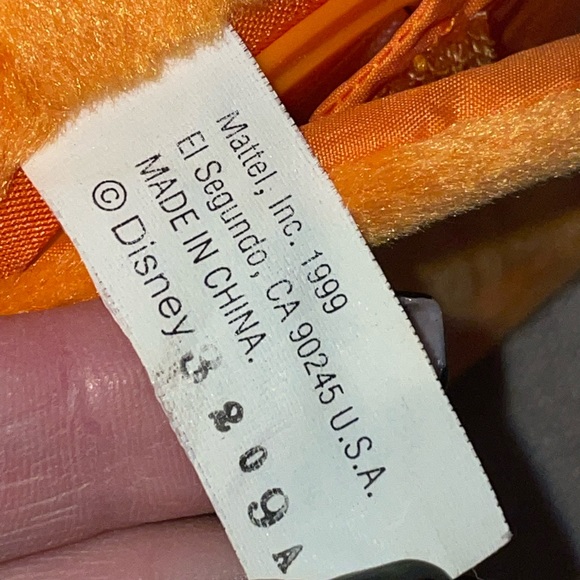 Mattel, Inc. 1999
El Segundo, CA 90245 U.S.A.
MADE IN CHINA.
© Disney
3209A